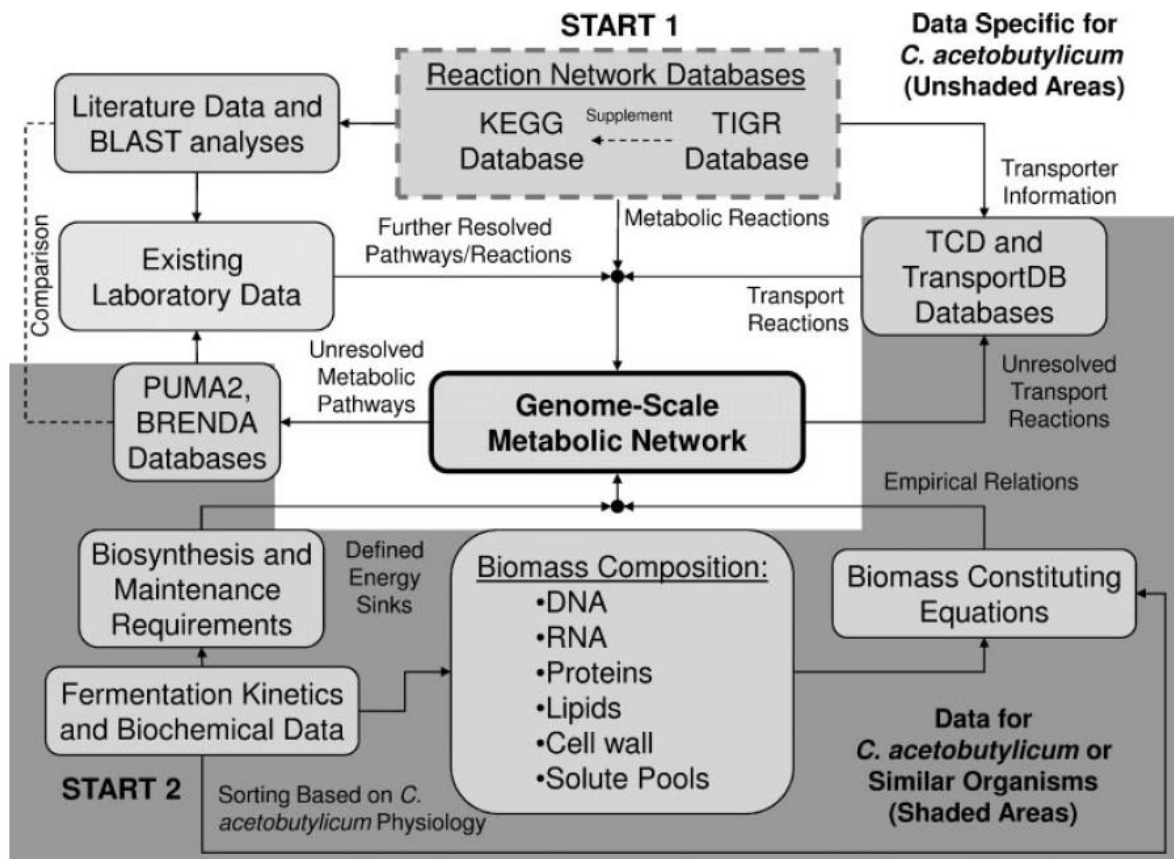 START 1
Data Specific for
C. acetobutylicum
(Unshaded Areas)
Reaction Network Databases
KEGG
Database
Supplement
TIGR
Database
Literature Data and
BLAST analyses
Transporter
Information
Metabolic Reactions
Further Resolved
Pathways/Reactions
Existing
Laboratory Data
Comparison
TCD and
TransportDB
Databases
Transport
Reactions
Unresolved
Metabolic
Pathways
PUMA2,
BRENDA
Databases
Genome-Scale
Metabolic Network
Unresolved
Transport
Reactions
Empirical Relations
Biosynthesis and
Maintenance
Requirements
Defined
Energy
Sinks
Biomass Composition:
•DNA
•RNA
•Proteins
•Lipids
•Cell wall
•Solute Pools
Biomass Constituting
Equations
Fermentation Kinetics
and Biochemical Data
START 2
Sorting Based on C.
acetobutylicum Physiology
Data for
C. acetobutylicum or
Similar Organisms
(Shaded Areas)